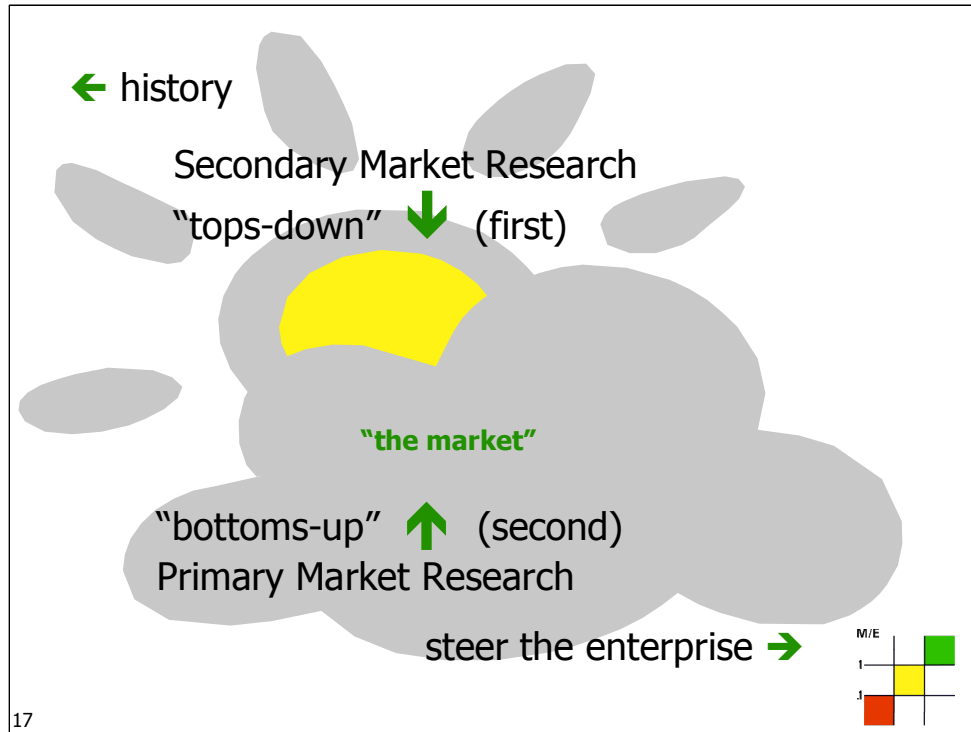 🡸 history
Secondary Market Research
“tops-down” 🡻 (first)
“the market”
“bottoms-up” 🡹 (second)
Primary Market Research
steer the enterprise 🡺
M/E
1
.1
17